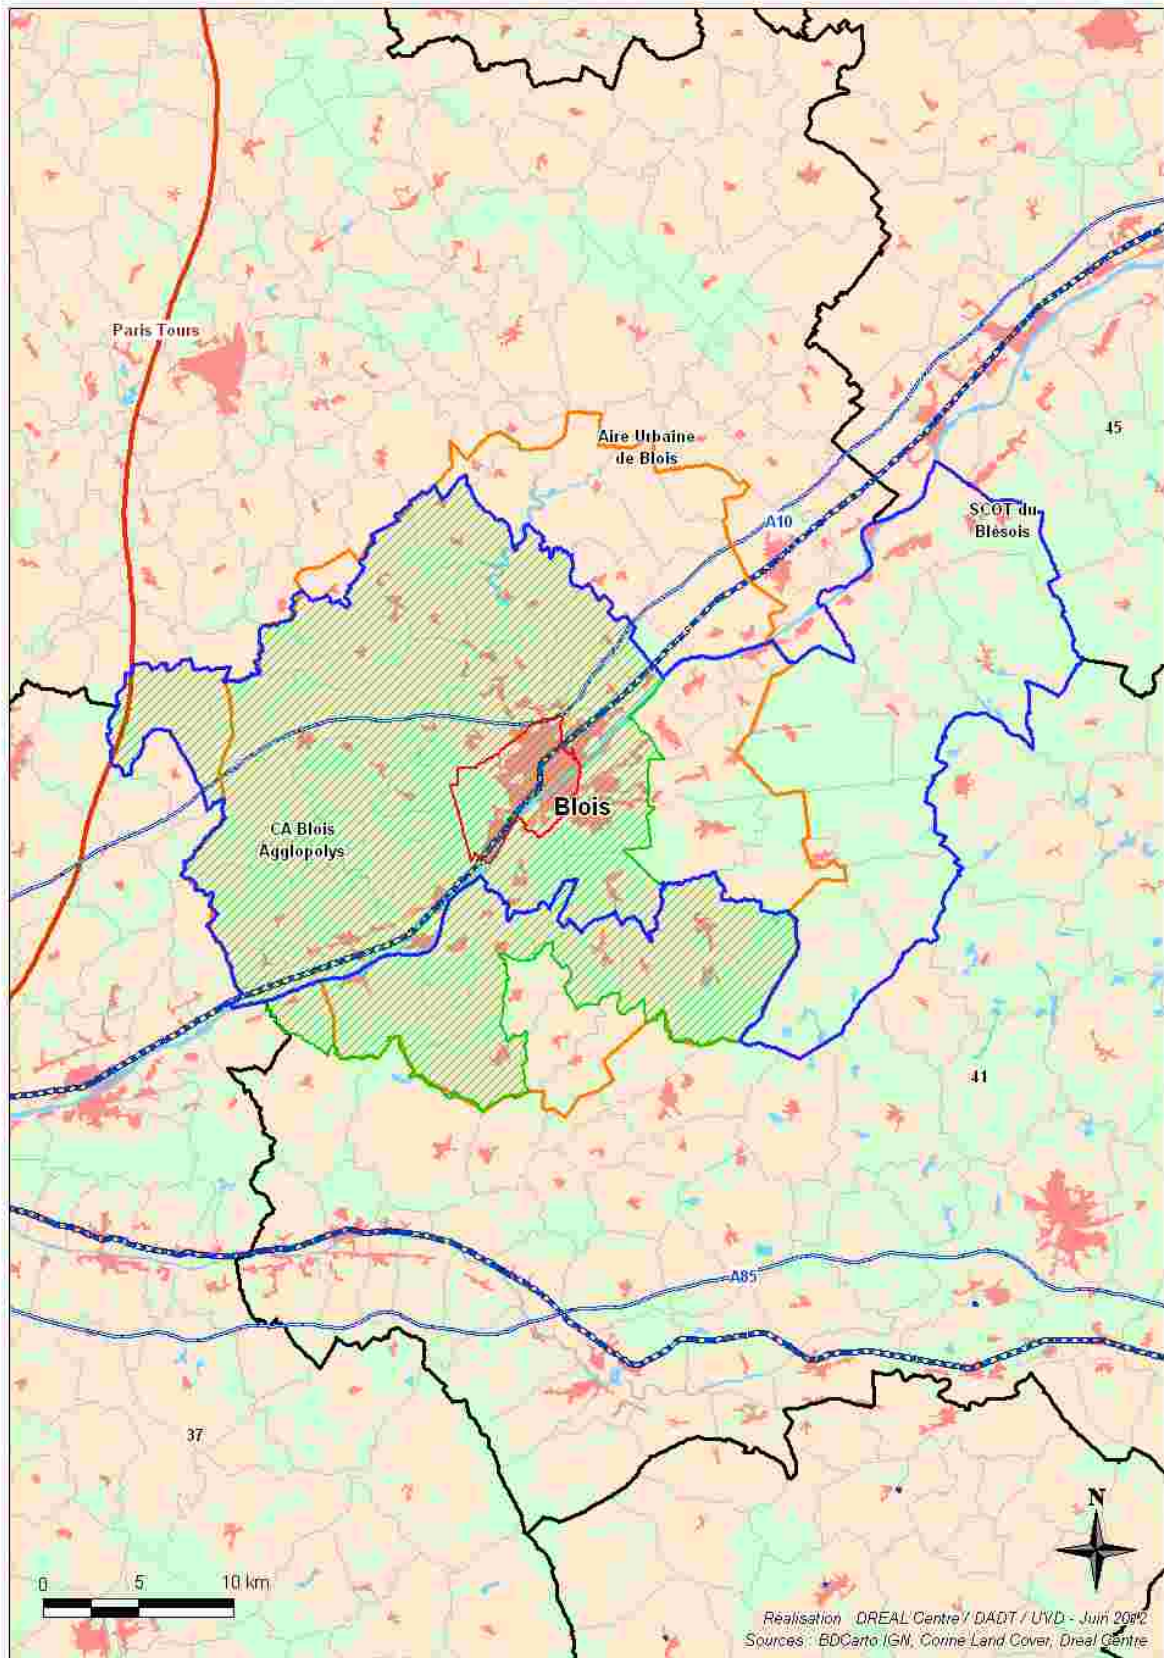 Paris Tours
Aire Urbaine
de Blois
45
SCOT du
Blésois
A10
Blois
CA Blois
Agglopolys
41
A85
37
N
0 5 10 km
Réalisation DREAL Centre / DADT / UVD - Juin 2012
Sources : BDCarto IGN, Corine Land Cover, Dreal Centre